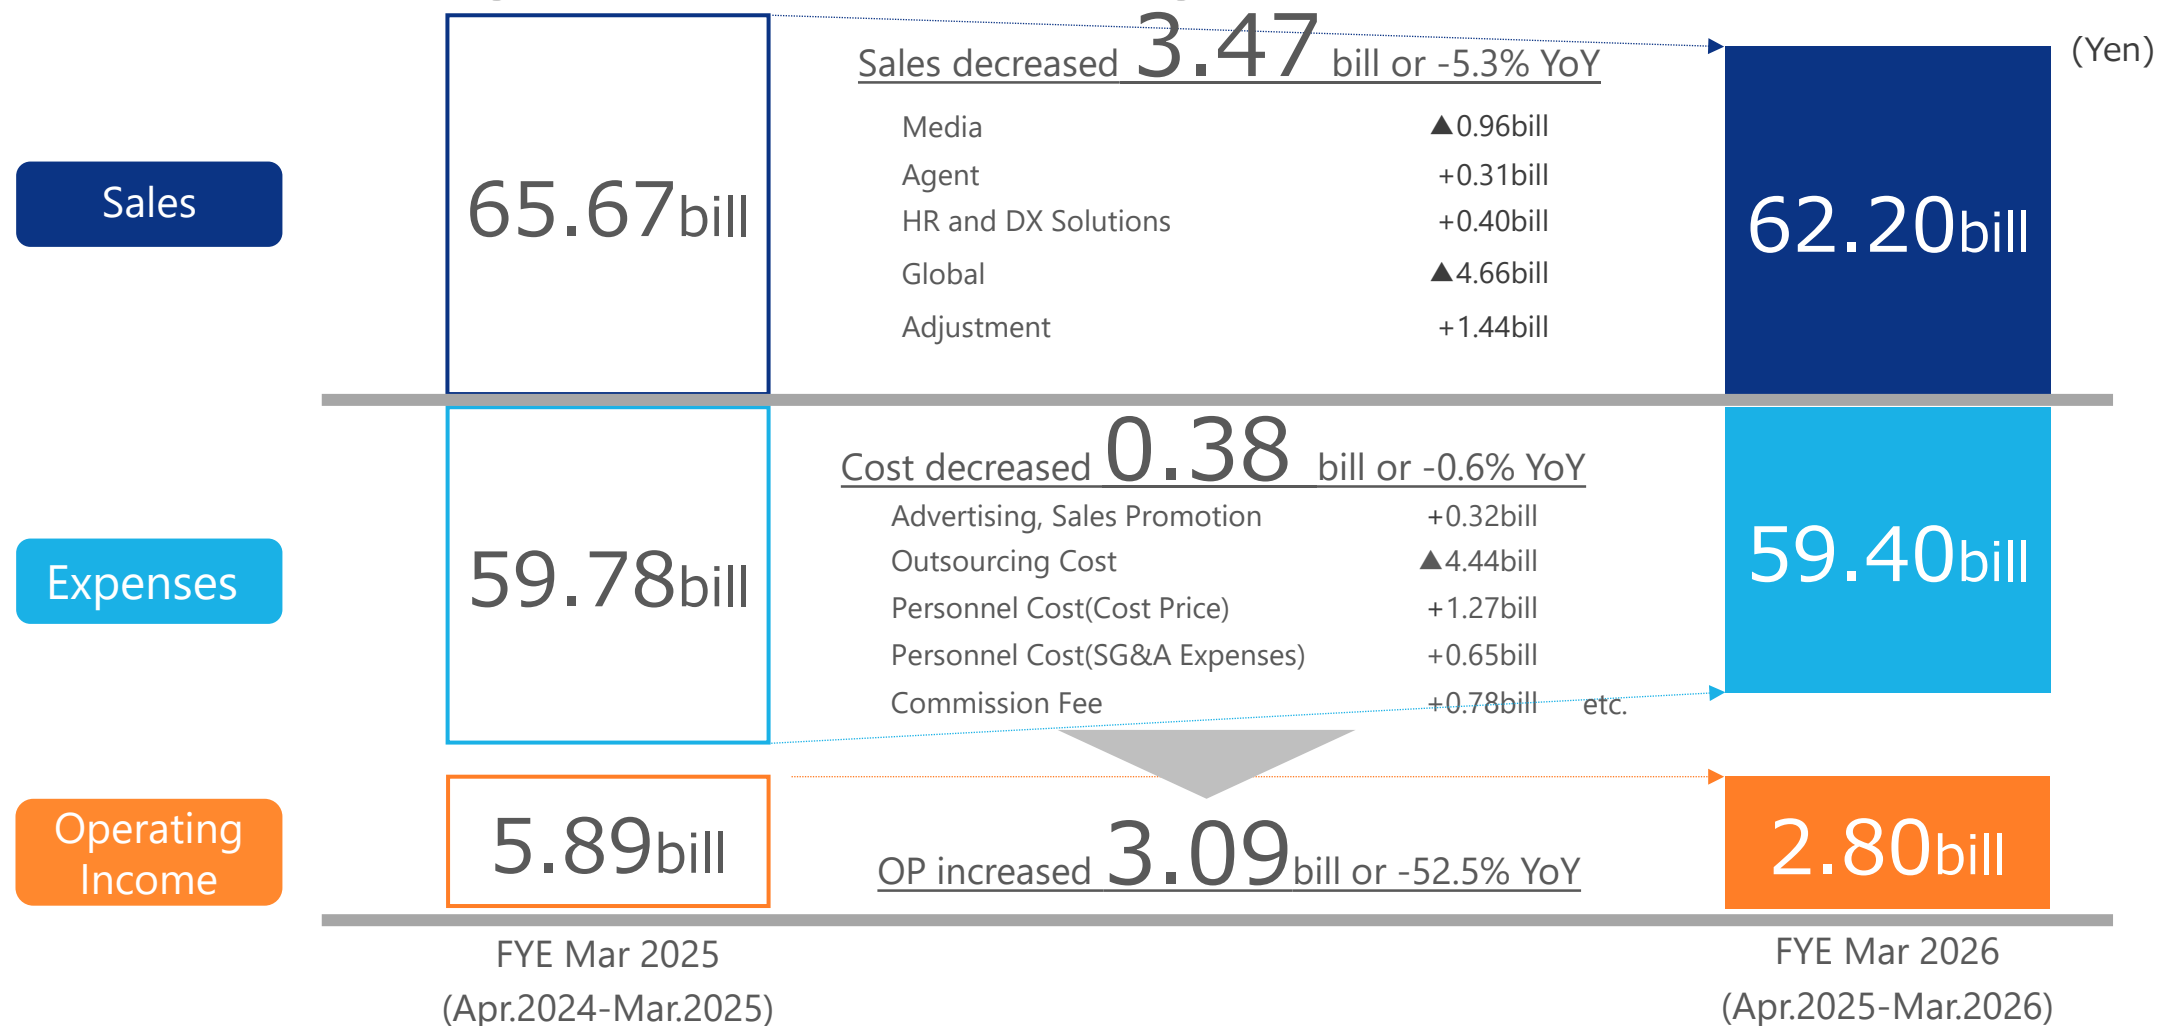 (Yen)
Sales decreased 3.47 bill or -5.3% YoY
Media ▲0.96bill
Agent +0.31bill
HR and DX Solutions +0.40bill
Global ▲4.66bill
Adjustment +1.44bill
Sales
65.67bill
62.20bill
Cost decreased 0.38 bill or -0.6% YoY
Advertising, Sales Promotion +0.32bill
Outsourcing Cost ▲4.44bill
Personnel Cost(Cost Price) +1.27bill
Personnel Cost(SG&A Expenses) +0.65bill
Commission Fee +0.78bill etc.
Expenses
59.78bill
59.40bill
Operating
Income
5.89bill
OP increased 3.09bill or -52.5% YoY
2.80bill
FYE Mar 2025
(Apr.2024-Mar.2025)
FYE Mar 2026
(Apr.2025-Mar.2026)